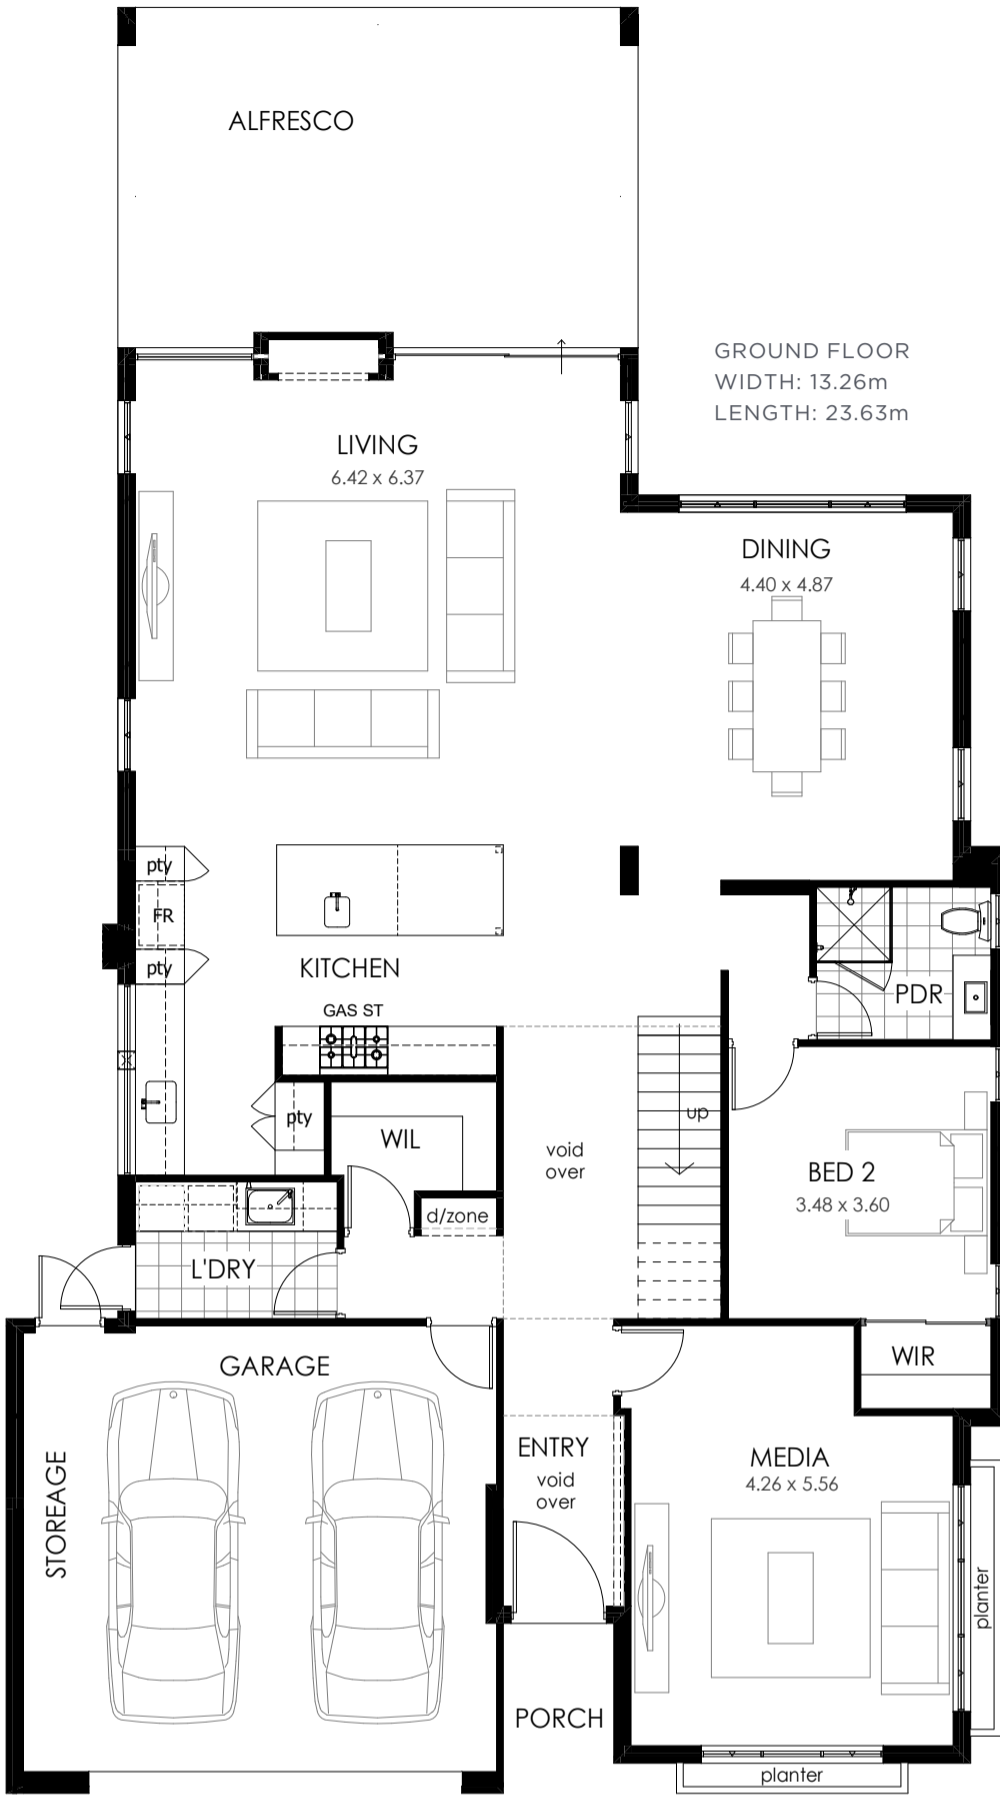 ALFRESCO
GROUND FLOOR
WIDTH: 13.26m
LENGTH: 23.63m
LIVING
6.42 x 6.37
DINING
4.40 x 4.87
pty
FR
pty
KITCHEN
GAS ST
PDR
pty
WIL
void
over
up
BED 2
3.48 x 3.60
d/zone
L'DRY
GARAGE
WIR
STOREAGE
ENTRY
void
over
MEDIA
4.26 x 5.56
planter
PORCH
planter